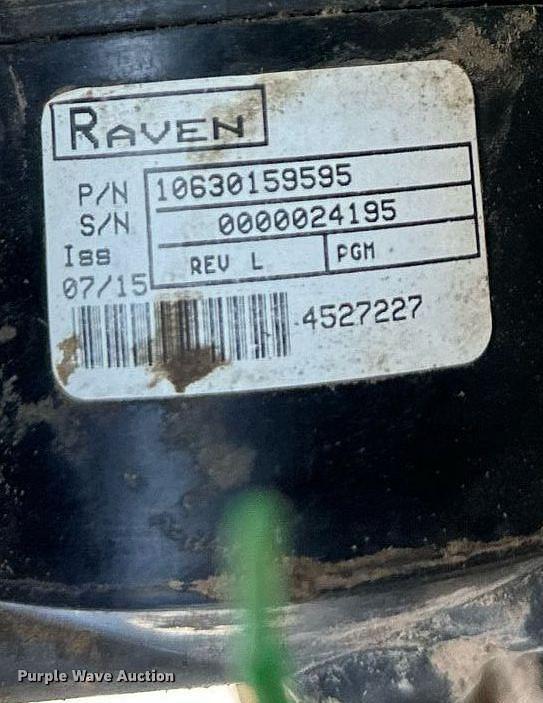 RAVEN
P/N 10630159595
S/N 0000024195
Iss REV L PGM
07/15
4527227
Purple Wave Auction